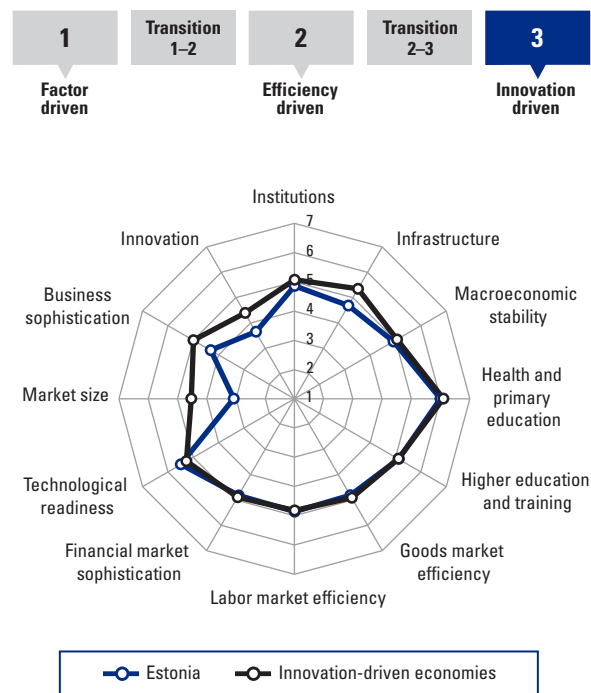 1
Transition
1–2
2
Transition
2–3
3
Factor
driven
Efficiency
driven
Innovation
driven
Institutions
7
Innovation
Infrastructure
6
Business
sophistication
5
Macroeconomic
stability
4
3
2
Market size
1
Health and
primary
education
Technological
readiness
Higher education
and training
Financial market
sophistication
Goods market
efficiency
Labor market efficiency
Estonia
Innovation-driven economies